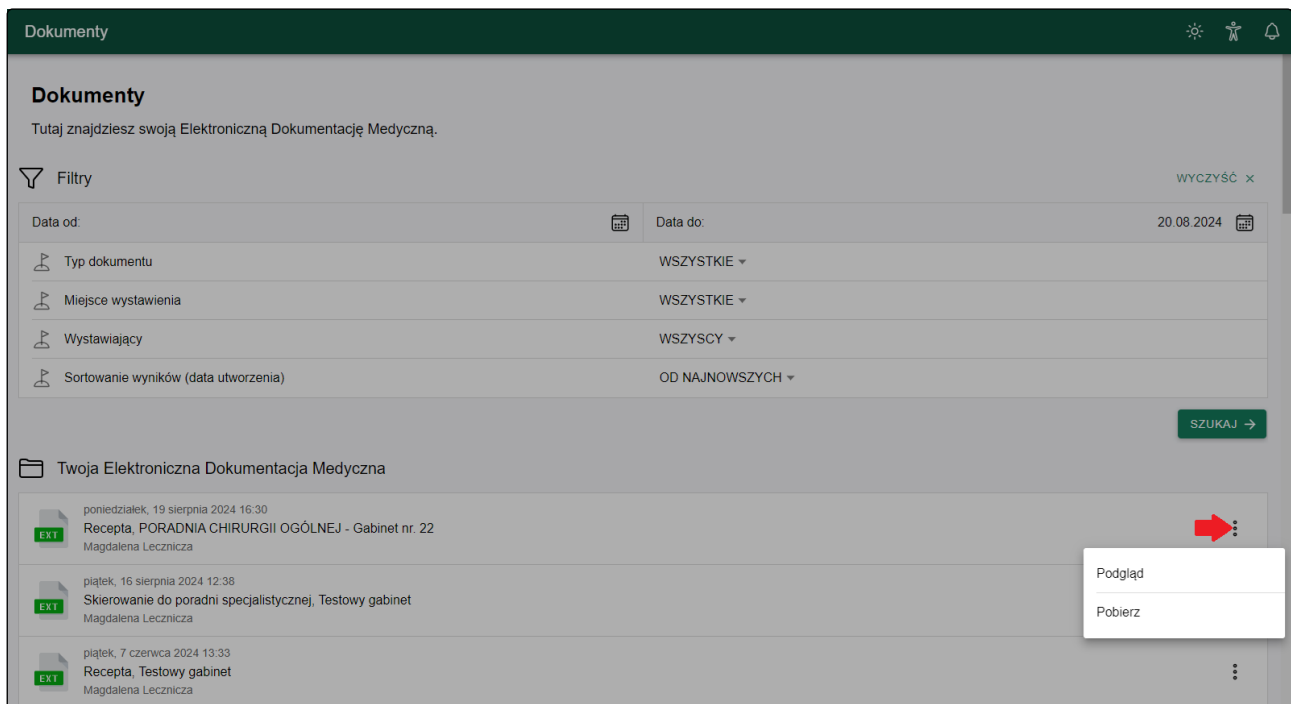 Dokumenty
Dokumenty
Tutaj znajdziesz swoją Elektroniczną Dokumentację Medyczną.
Filtry
WYCZYŚĆ ×
Data od:
Data do: 20.08.2024
Typ dokumentu WSZYSTKIE
Miejsce wystawienia WSZYSTKIE
Wystawiający WSZYSCY
Sortowanie wyników (data utworzenia) OD NAJNOWSZYCH
SZUKAJ →
Twoja Elektroniczna Dokumentacja Medyczna
poniedziałek, 19 sierpnia 2024 16:30
EXT Recepta, PORADNIA CHIRURGII OGÓLNEJ - Gabinet nr. 22
Magdalena Lecznicza
Podgląd
Pobierz
piątek, 16 sierpnia 2024 12:38
EXT Skierowanie do poradni specjalistycznej, Testowy gabinet
Magdalena Lecznicza
piątek, 7 czerwca 2024 13:33
EXT Recepta, Testowy gabinet
Magdalena Lecznicza